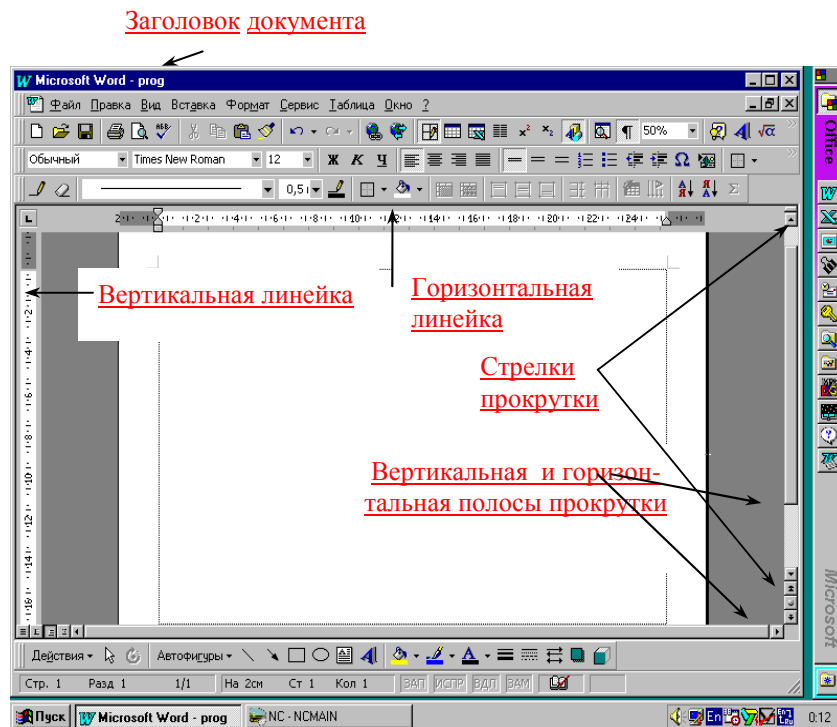 Заголовок документа
Microsoft Word - prog
Файл Правка Вид Вставка Формат Сервис Таблица Окно ?
50%
Обычный Times New Roman 12 Ж К Ч
0,5
Office
Вертикальная линейка
Горизонтальная
линейка
Стрелки
прокрутки
Вертикальная и горизон-
тальная полосы прокрутки
Microsoft
Действия Автофигуры
Стр. 1 Разд 1 1/1 На 2см Ст 1 Кол 1 ЗАП ИСПР ВДЛ ЗАМ
Пуск Microsoft Word - prog NC - NCMAIN En 0:12